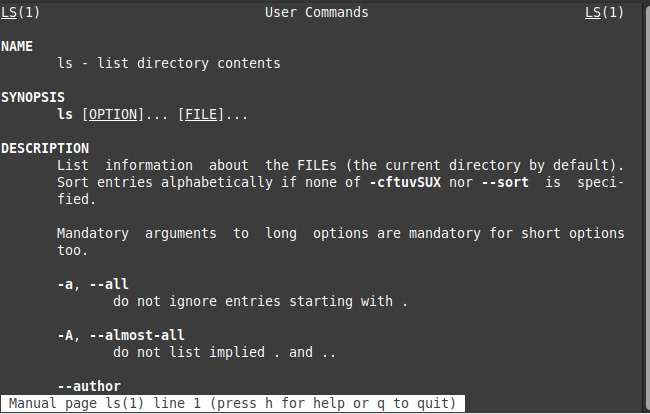 LS(1) User Commands LS(1)
NAME
ls - list directory contents
SYNOPSIS
ls [OPTION]... [FILE]...
DESCRIPTION
List information about the FILEs (the current directory by default).
Sort entries alphabetically if none of -cftuvSUX nor --sort is speci-
fied.
Mandatory arguments to long options are mandatory for short options
too.
-a, --all
do not ignore entries starting with .
-A, --almost-all
do not list implied . and ..
--author
Manual page ls(1) line 1 (press h for help or q to quit)